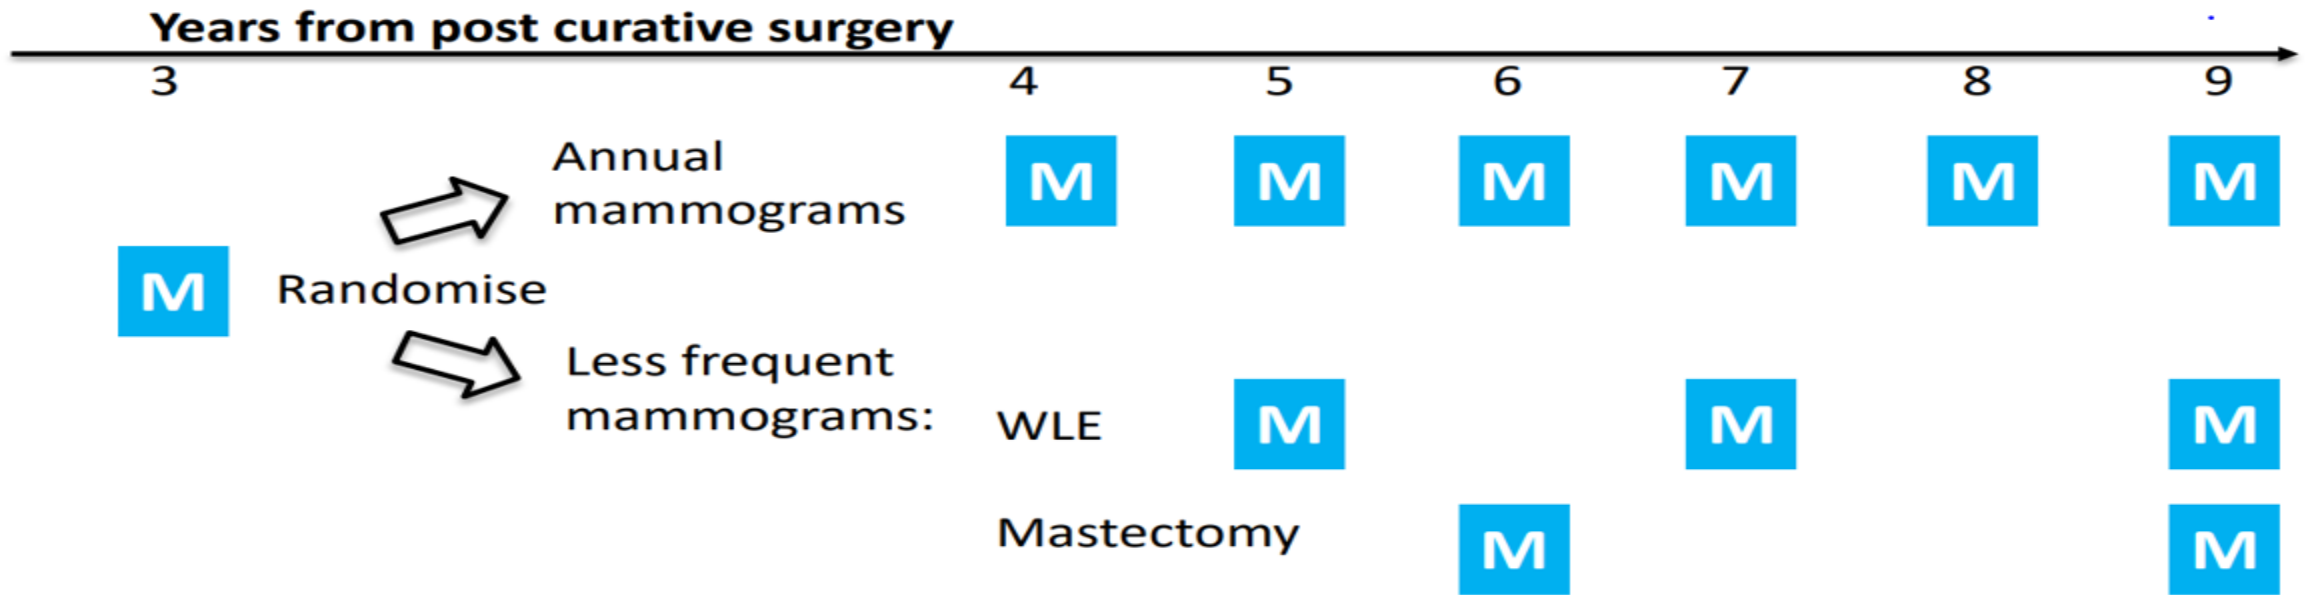 Years from post curative surgery
3 4 5 6 7 8 9
Annual
mammograms
M M M M M M
M Randomise
Less frequent
mammograms:
WLE M M M
Mastectomy M M